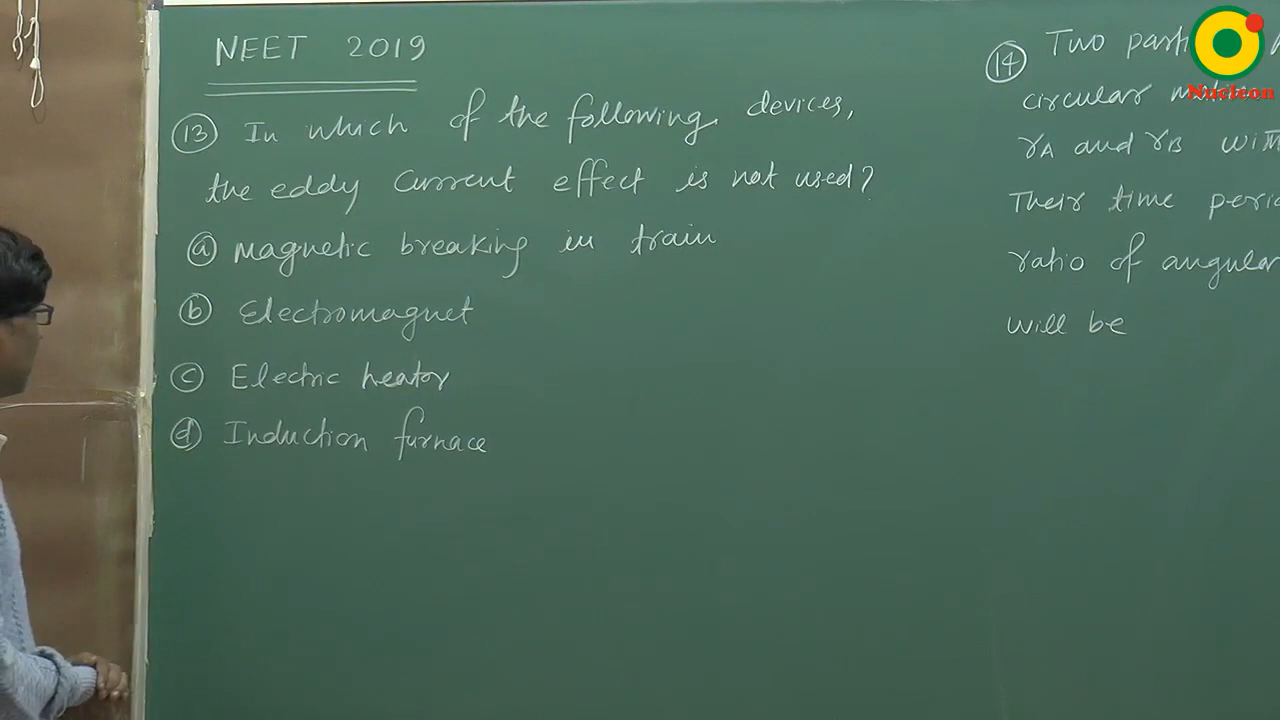 NEET 2019
13 In which of the following, devices,
the eddy current effect is not used?
a magnetic breaking in train
b Electromagnet
c Electric heator
d Induction furnace
14 Two
circular
rA and rB
Their time
ratio of angular
will be
Nucleon